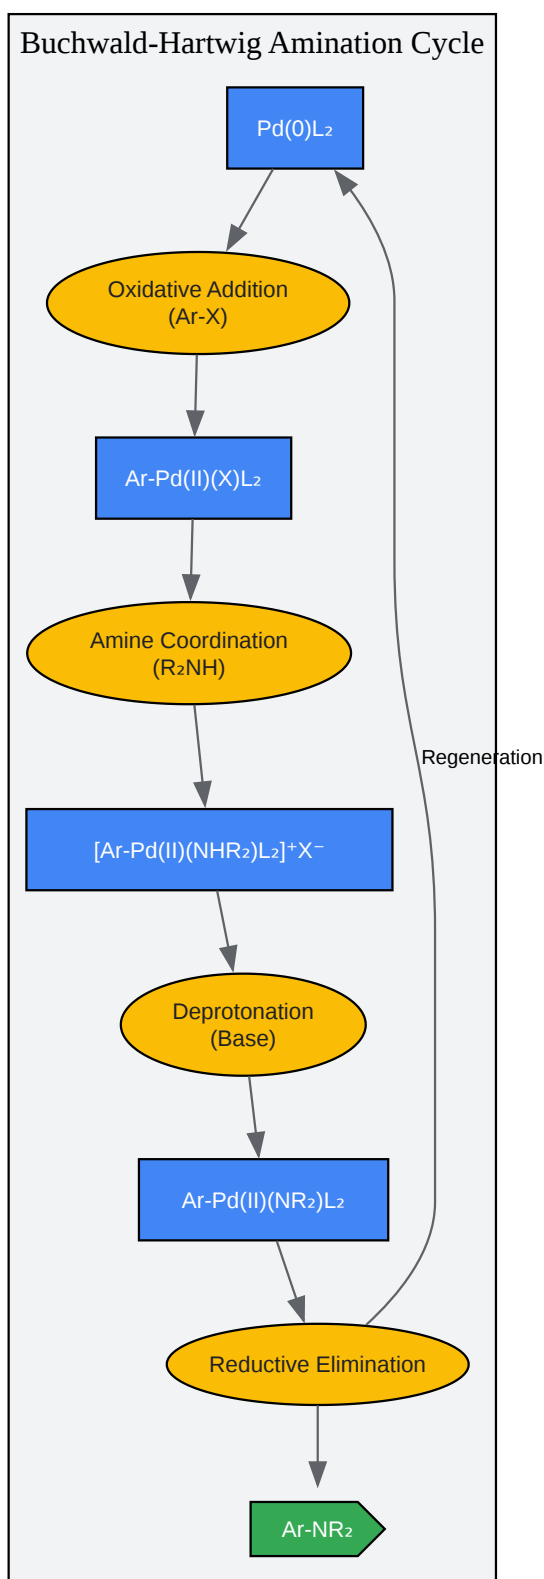 Buchwald-Hartwig Amination Cycle
Pd(0)L₂
Oxidative Addition
(Ar-X)
Ar-Pd(II)(X)L₂
Amine Coordination
(R₂NH)
Regeneration
[Ar-Pd(II)(NHR₂)L₂]⁺X⁻
Deprotonation
(Base)
Ar-Pd(II)(NR₂)L₂
Reductive Elimination
Ar-NR₂